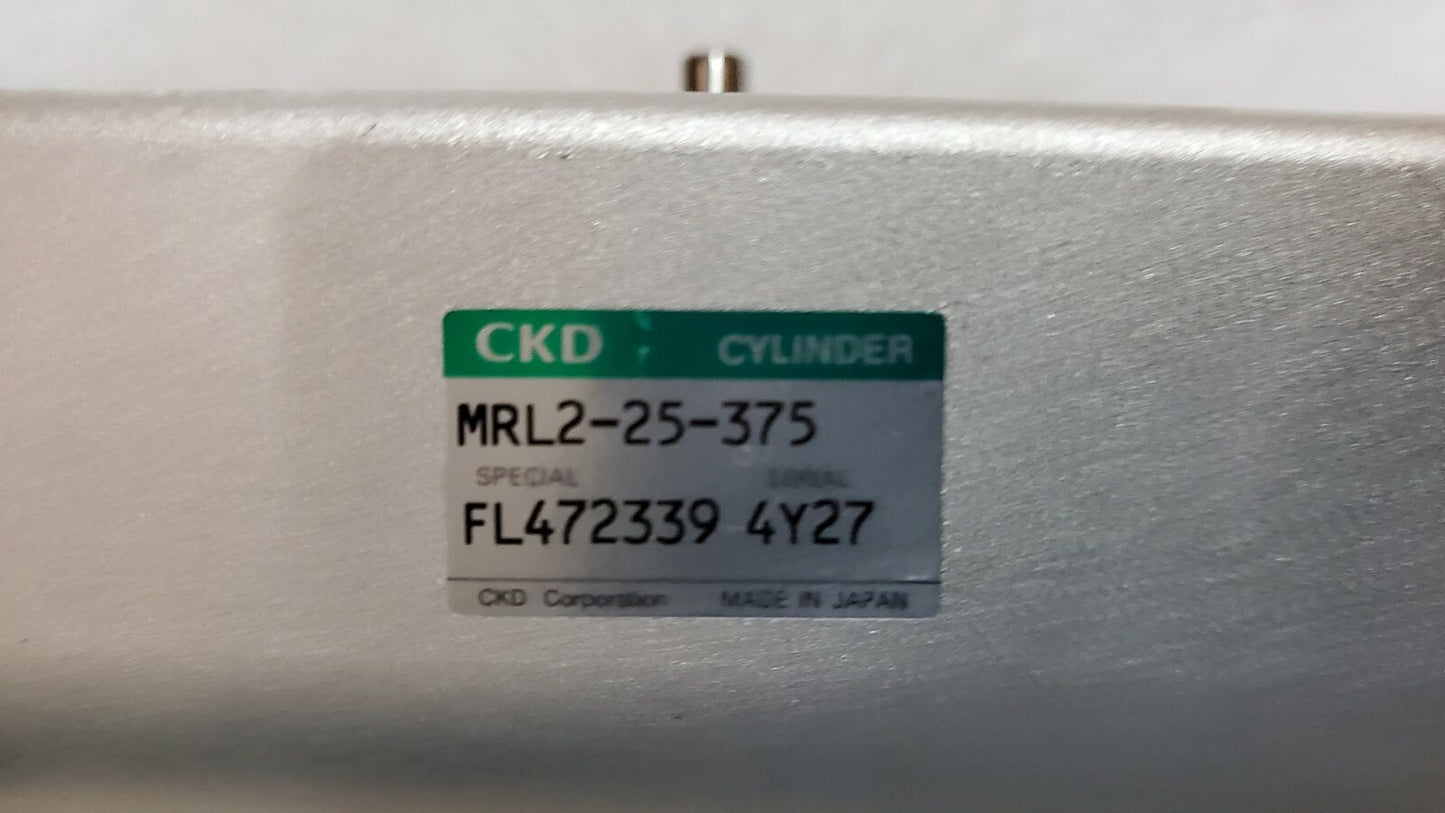 CKD CYLINDER
MRL2-25-375
SPECIAL SERIAL
FL472339 4Y27
CKD Corporation MADE IN JAPAN